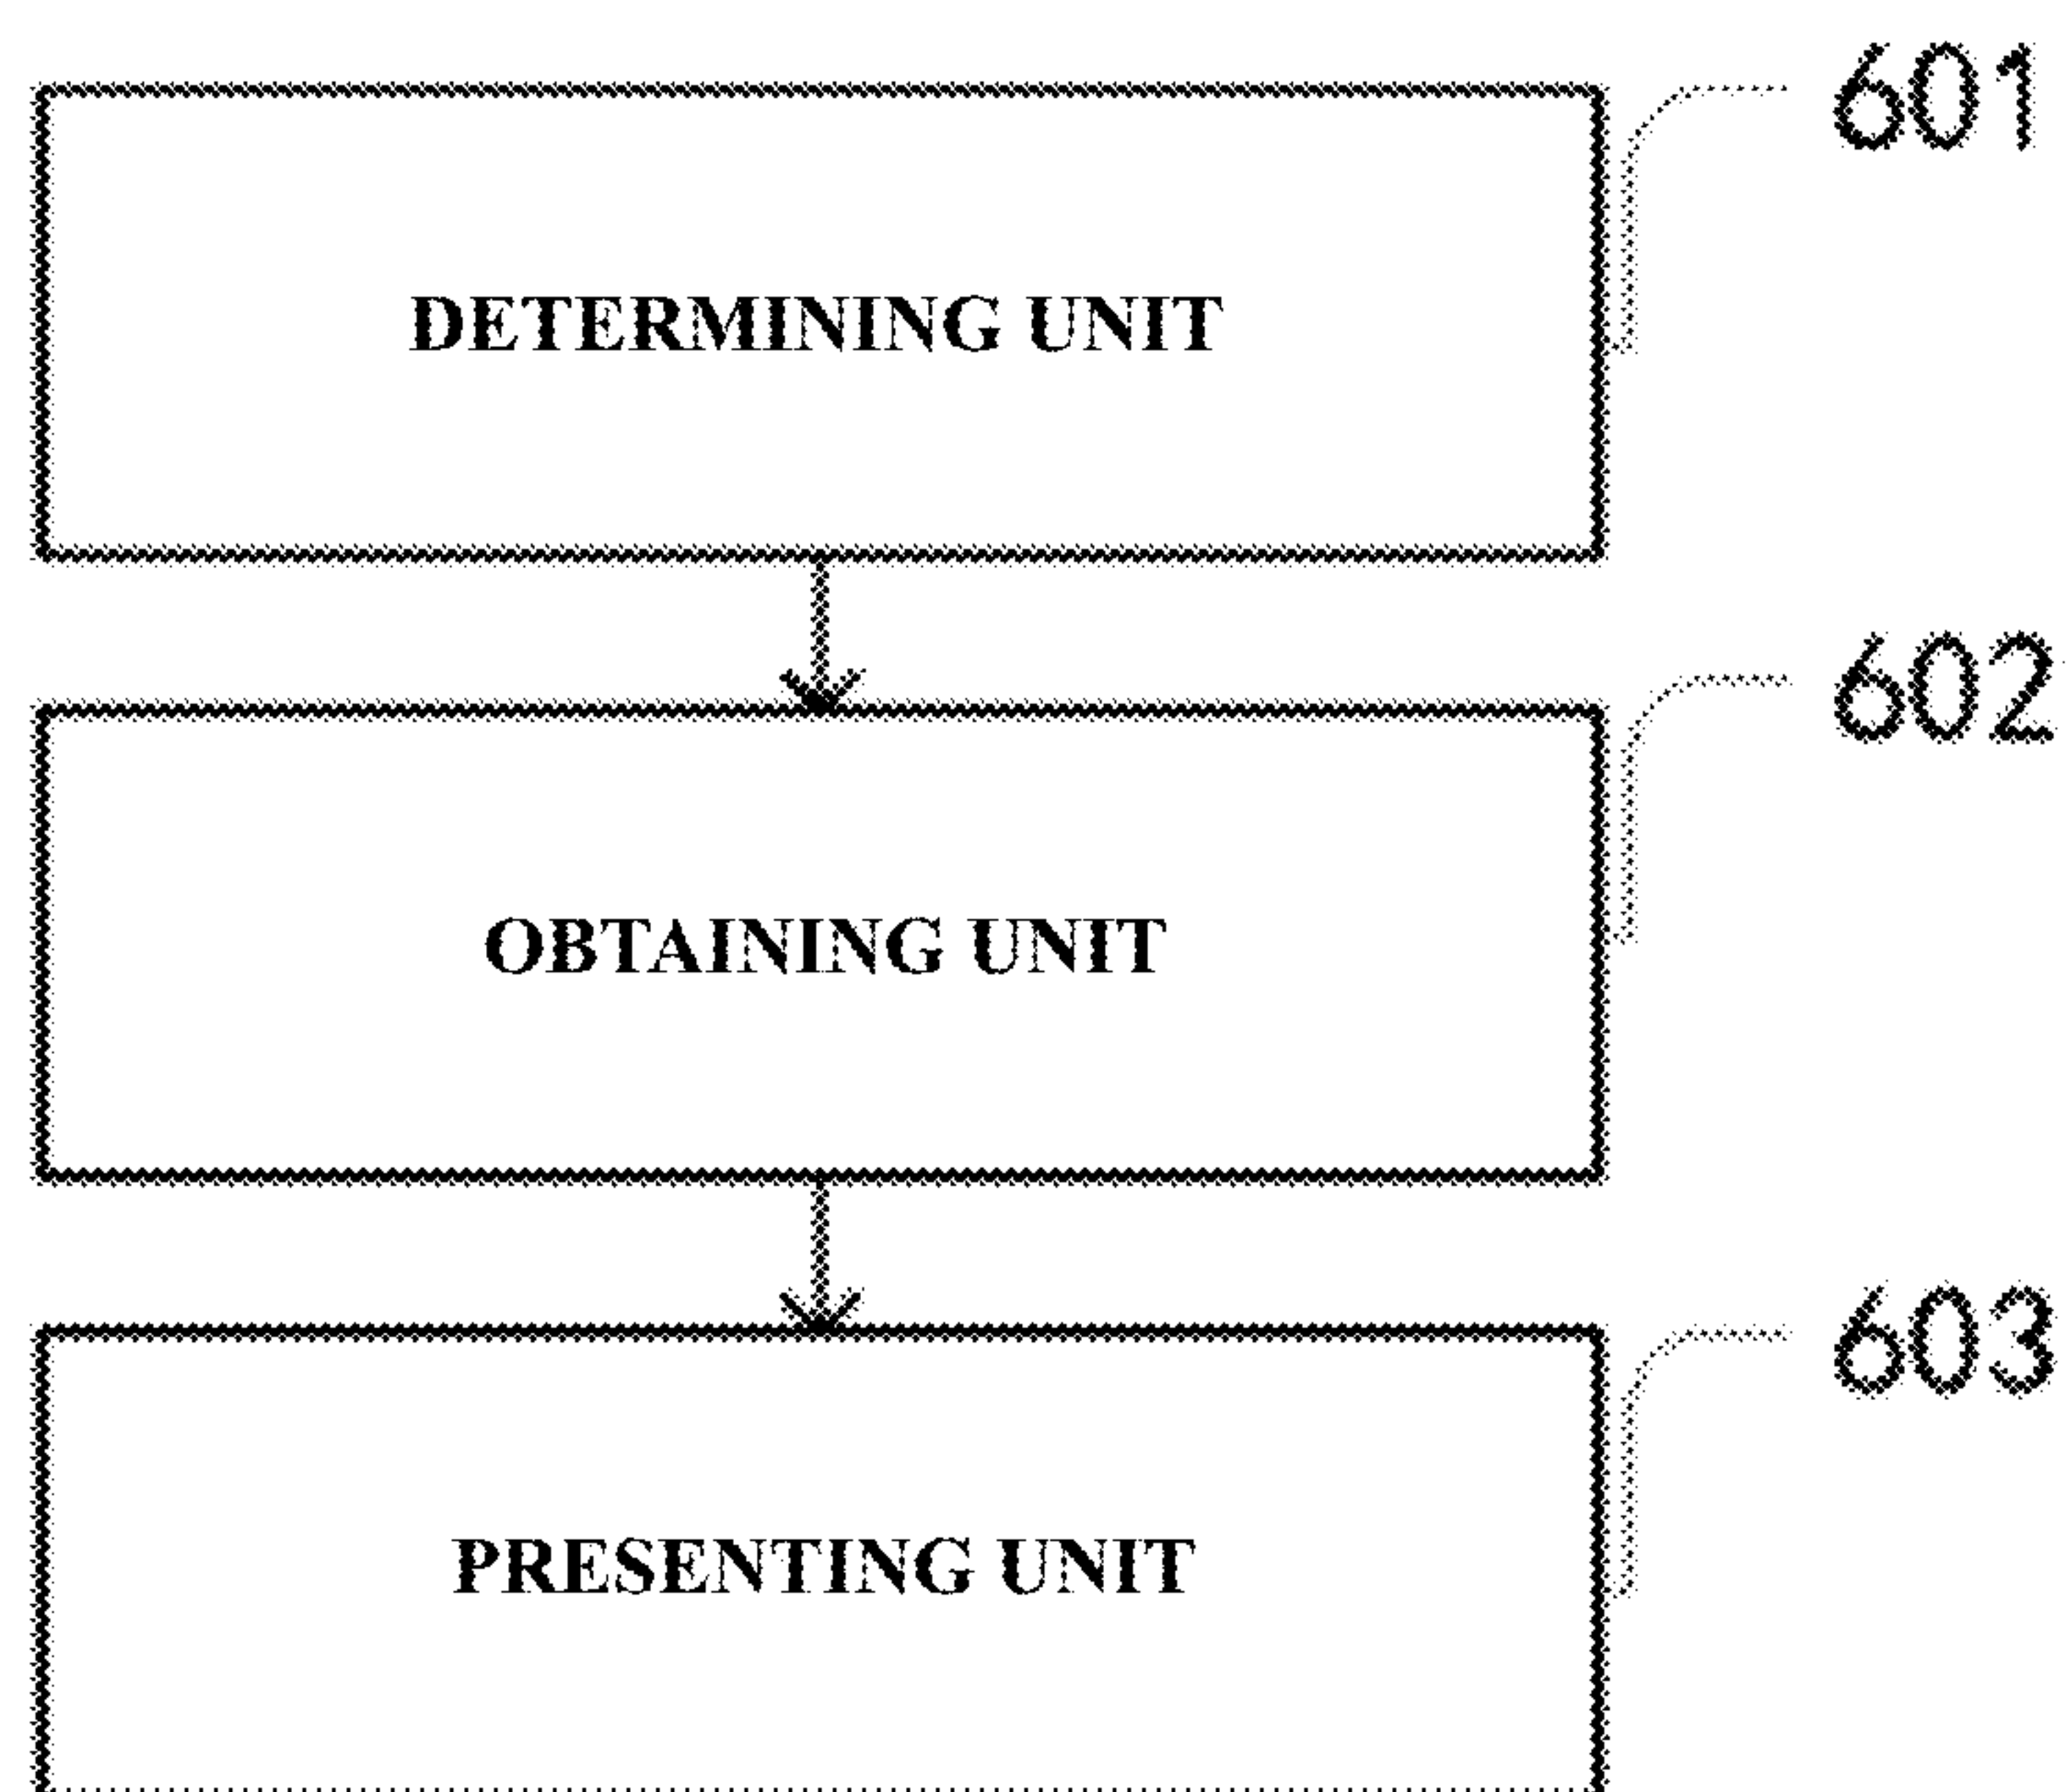 601
DETERMINING UNIT
602
OBTAINING UNIT
603
PRESENTING UNIT